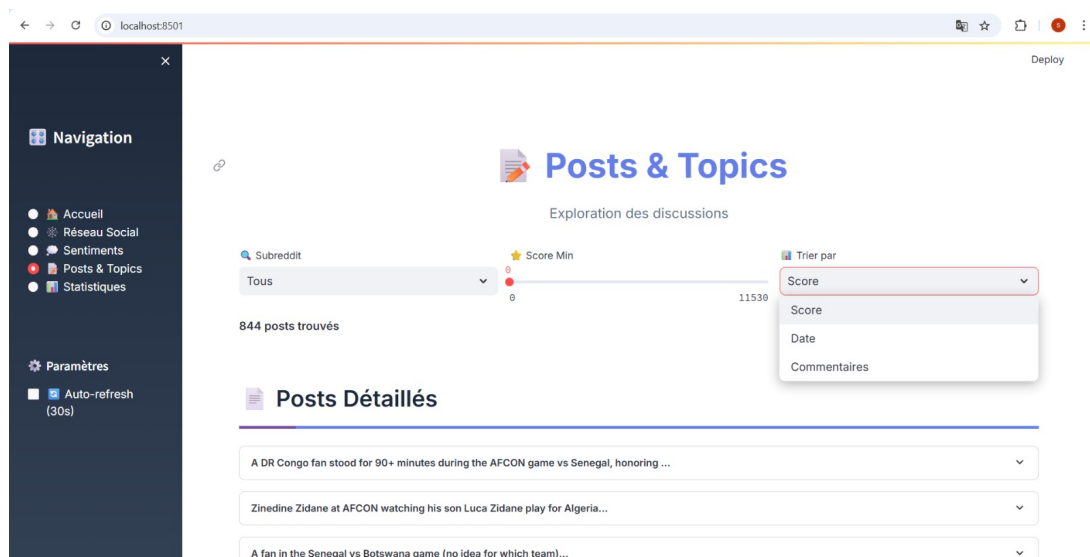 localhost:8501
Deploy
Navigation
Accueil
Réseau Social
Sentiments
Posts & Topics
Statistiques
Paramètres
Auto-refresh
(30s)
Posts & Topics
Exploration des discussions
Subreddit
Tous
Score Min
0
0 11530
Trier par
Score
Score
Date
Commentaires
844 posts trouvés
Posts Détaillés
A DR Congo fan stood for 90+ minutes during the AFCON game vs Senegal, honoring ...
Zinedine Zidane at AFCON watching his son Luca Zidane play for Algeria...
A fan in the Senegal vs Botswana game (no idea for which team)...